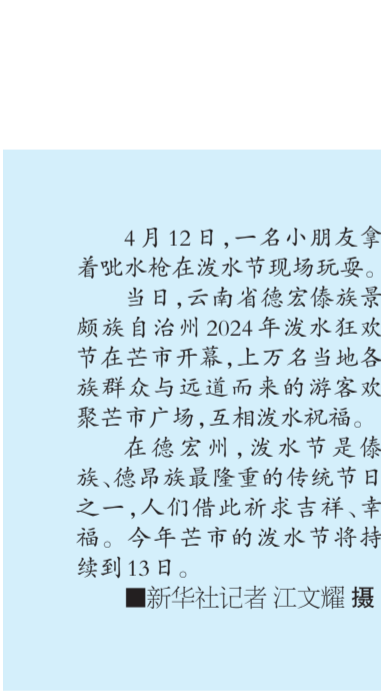 4月12日,一名小朋友拿
着呲水枪在泼水节现场玩耍。
当日,云南省德宏傣族景
颇族自治州2024年泼水狂欢
节在芒市开幕,上万名当地各
族群众与远道而来的游客欢
聚芒市广场,互相泼水祝福。
在德宏州,泼水节是傣
族、德昂族最隆重的传统节日
之一,人们借此祈求吉祥、幸
福。今年芒市的泼水节将持
续到13日。
■新华社记者 江文耀 摄